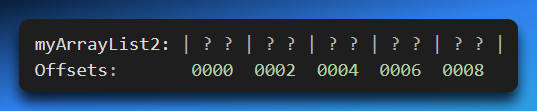 myArrayList2: | ? ? | ? ? | ? ? | ? ? | ? ? |
Offsets: 0000 0002 0004 0006 0008